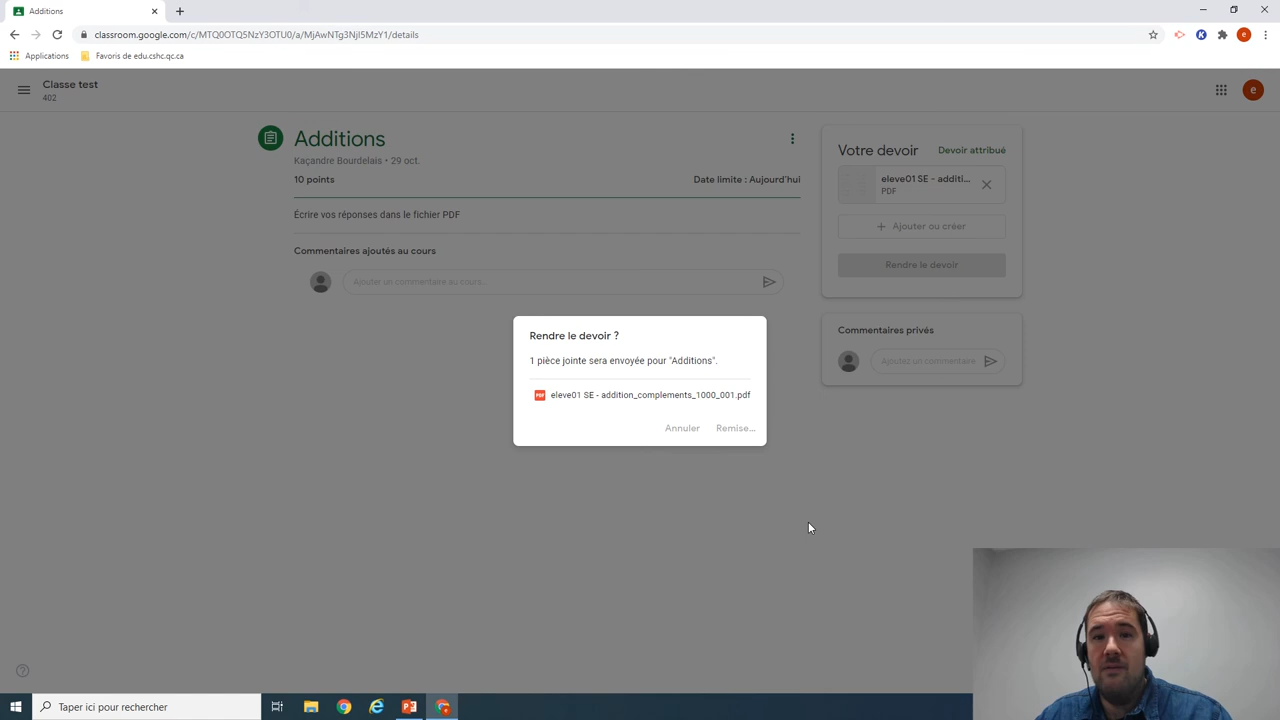 Additions
classroom.google.com/c/MTQ0OTQ5NzY3OTU0/a/MjAwNTg3NjI5MzY1/details
e
Applications
Favoris de edu.cshc.qc.ca
Classe test
402
e
Additions
Kaçandre Bourdelais • 29 oct.
10 points
Date limite : Aujourd'hui
Écrire vos réponses dans le fichier PDF
Commentaires ajoutés au cours
Ajouter un commentaire au cours...
Votre devoir
Devoir attribué
eleve01 SE - additi...
PDF
+ Ajouter ou créer
Rendre le devoir
Commentaires privés
Ajoutez un commentaire
Rendre le devoir ?
1 pièce jointe sera envoyée pour "Additions".
PDF eleve01 SE - addition_complements_1000_001.pdf
Annuler
Remise...
Taper ici pour rechercher